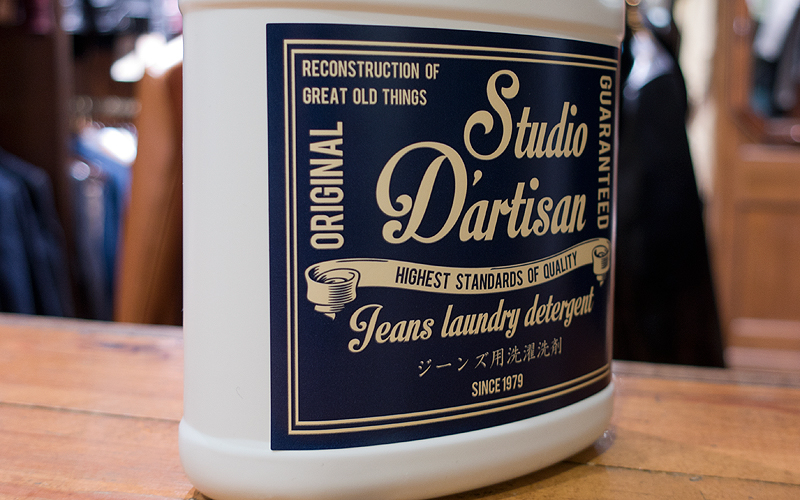 RECONSTRUCTION OF
GREAT OLD THINGS
ORIGINAL
Studio
D'artisan
GUARANTEED
HIGHEST STANDARDS OF QUALITY
Jeans laundry detergent
ジーンズ用洗濯洗剤
SINCE 1979